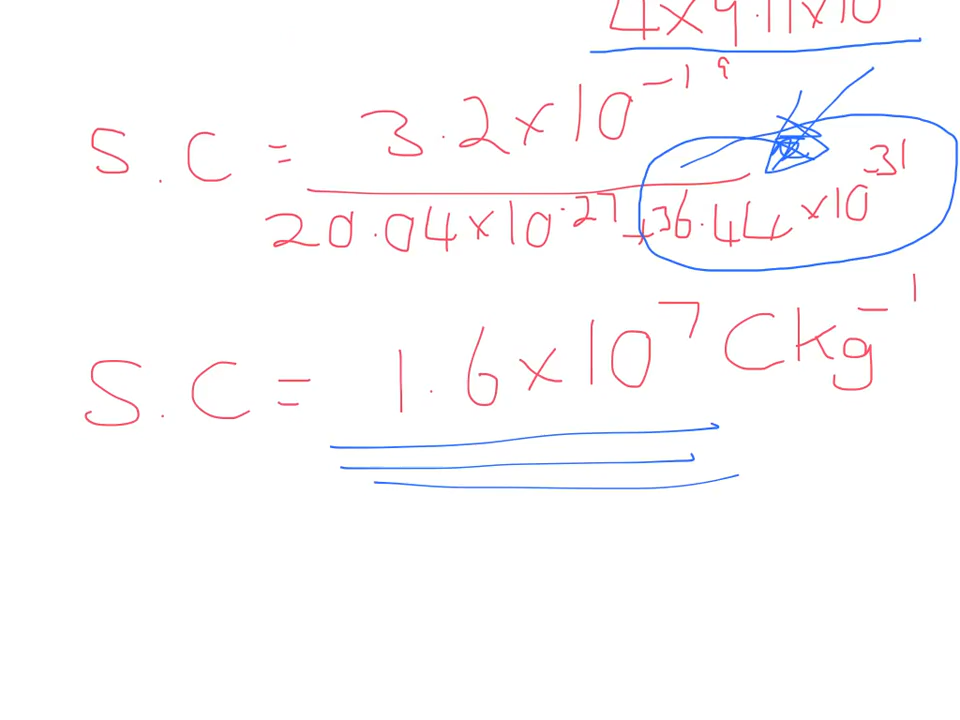 4×9.11×10
S.C = 3.2×10⁻¹⁹
20.04×10⁻²⁷ + 36.44×10⁻³¹
S.C = 1.6×10⁷ Ckg⁻¹